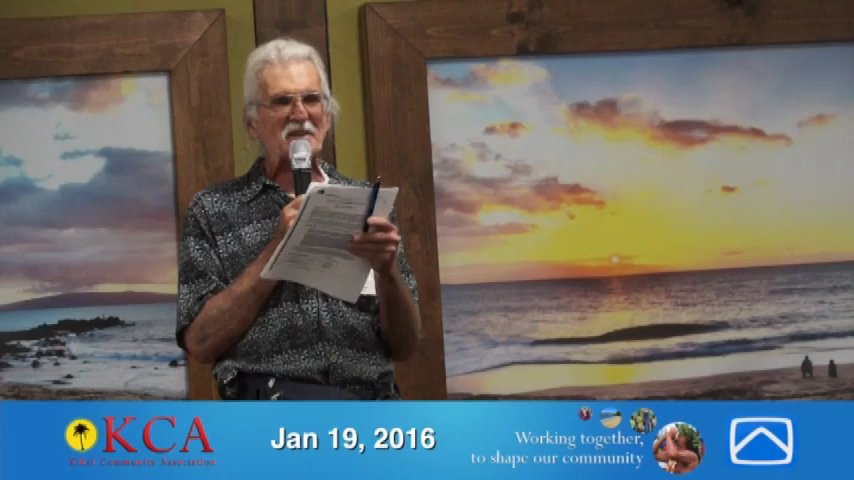 KCA
Kihei Community Association
Jan 19, 2016
Working together,
to shape our community